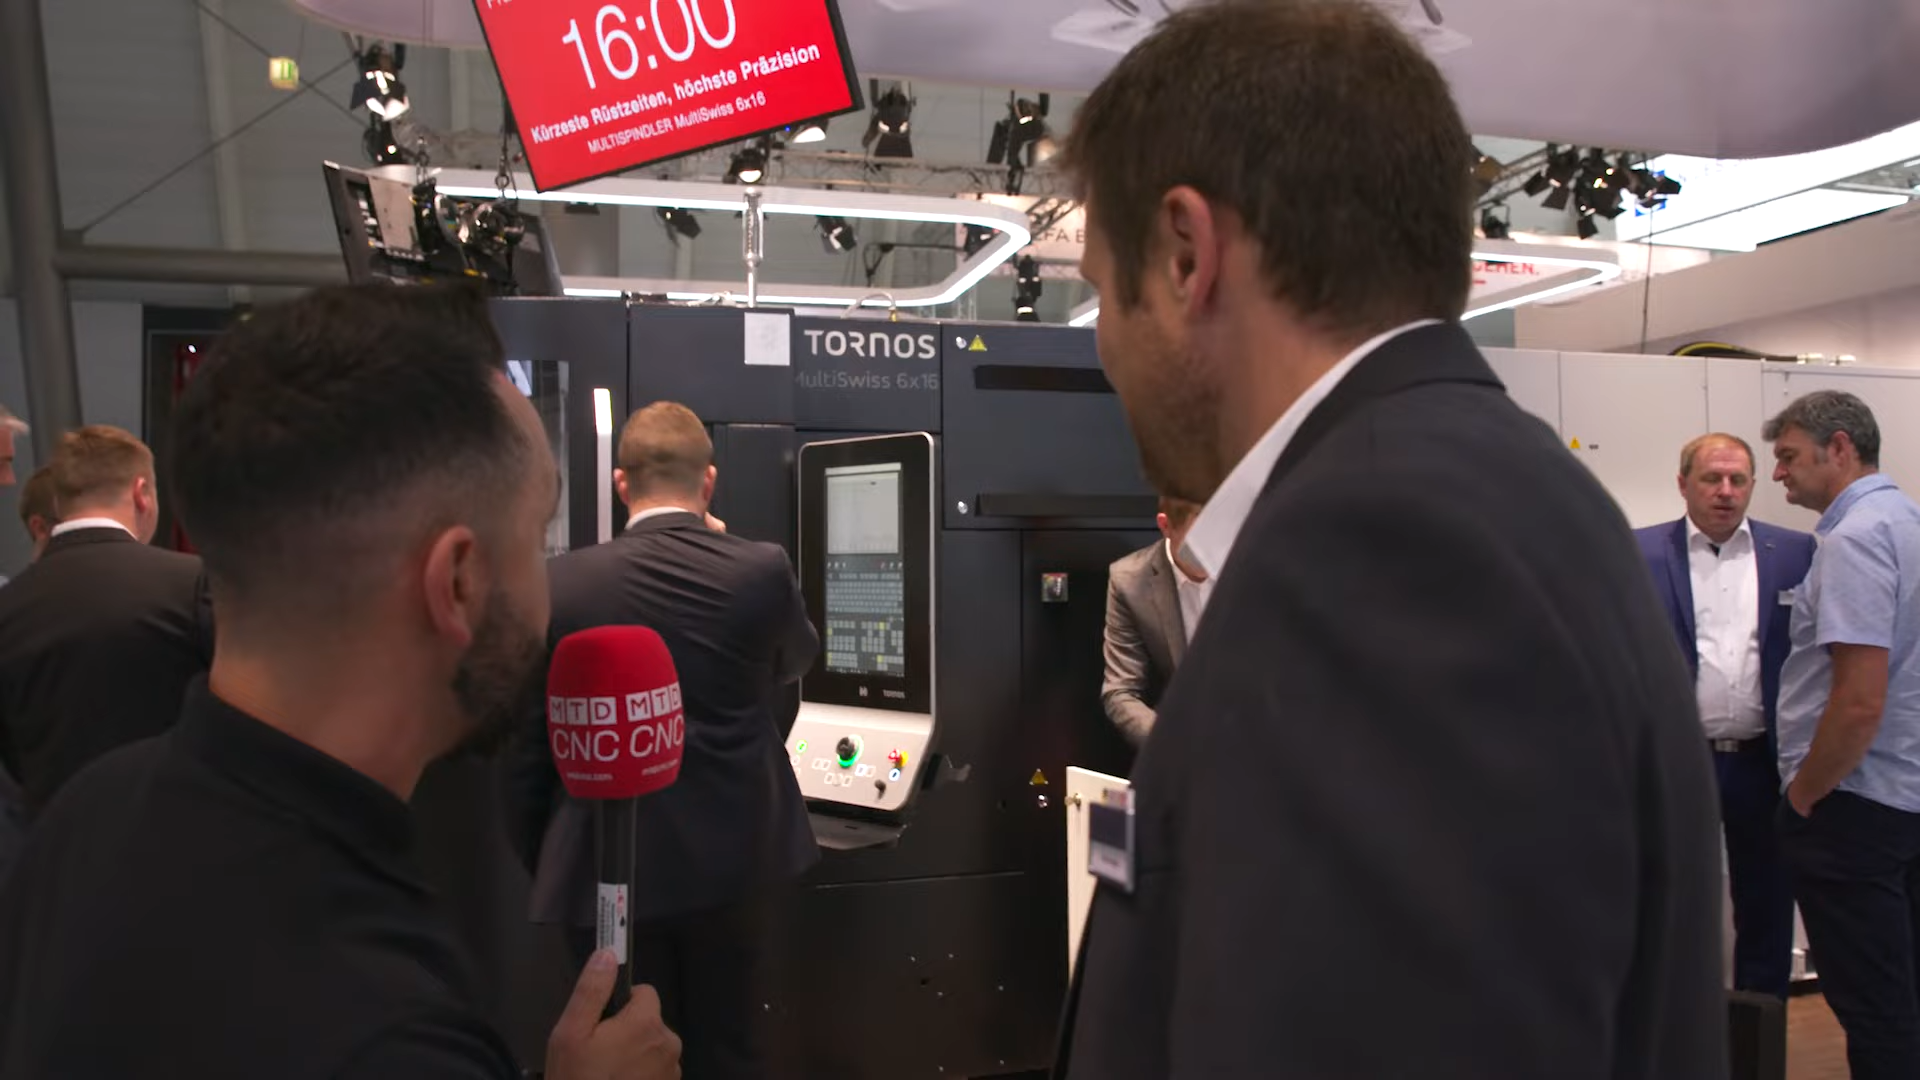 16:00
Kürzeste Rüstzeiten, höchste Präzision
MULTISPINDLER MultiSwiss 6x16
TORNOS
MultiSwiss 6x16
TORNOS
MTD MTD
CNC CNC